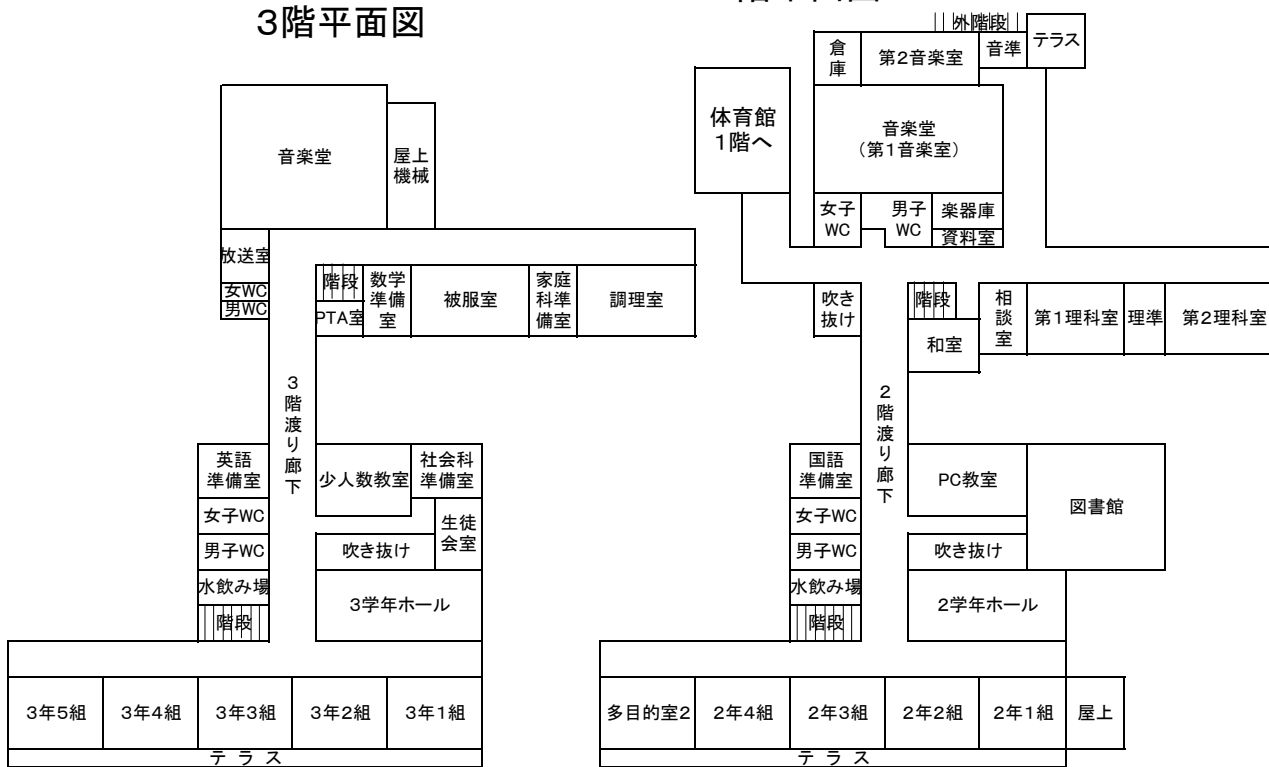 3階平面図
音楽堂
屋上
機械
放送室
女WC
男WC
階段
PTA室
数学
準備
室
被服室
家庭
科準
備室
調理室
3階渡り廊下
英語
準備室
女子WC
男子WC
水飲み場
階段
少人数教室
社会科
準備室
生徒
会室
吹き抜け
3学年ホール
3年5組
3年4組
3年3組
3年2組
3年1組
テラス
外階段
倉庫
第2音楽室
音準
テラス
体育館
1階へ
音楽堂
(第1音楽室)
女子
WC
男子
WC
楽器庫
資料室
吹き
抜け
階段
和室
相談室
第1理科室
理準
第2理科室
2階渡り廊下
国語
準備室
女子WC
男子WC
水飲み場
階段
PC教室
図書館
吹き抜け
2学年ホール
多目的室2
2年4組
2年3組
2年2組
2年1組
屋上
テラス